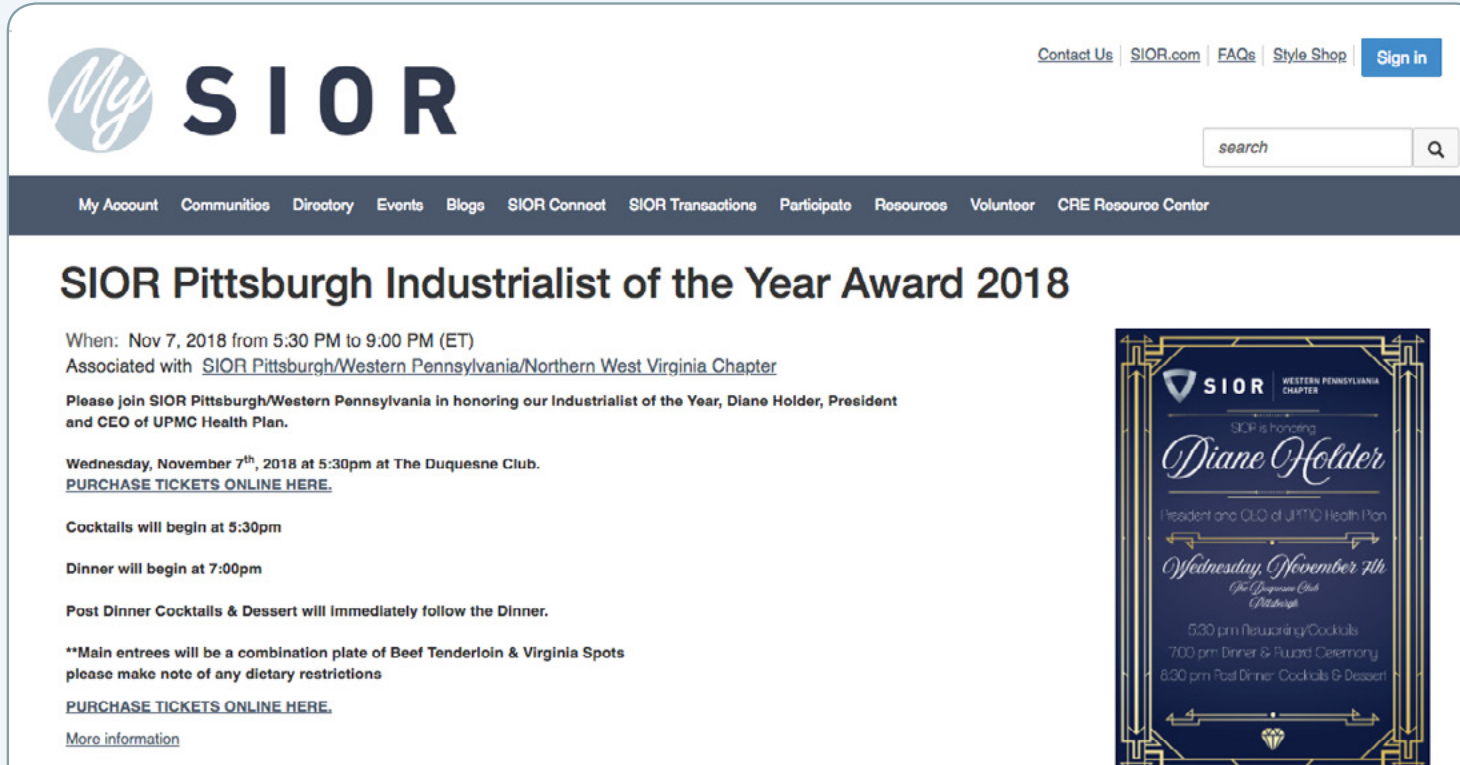 Contact Us SIOR.com FAQs Style Shop Sign in
My SIOR
search
My Account Communities Directory Events Blogs SIOR Connect SIOR Transactions Participate Resources Volunteer CRE Resource Center
SIOR Pittsburgh Industrialist of the Year Award 2018
When: Nov 7, 2018 from 5:30 PM to 9:00 PM (ET)
Associated with SIOR Pittsburgh/Western Pennsylvania/Northern West Virginia Chapter
Please join SIOR Pittsburgh/Western Pennsylvania in honoring our Industrialist of the Year, Diane Holder, President
and CEO of UPMC Health Plan.
Wednesday, November 7th, 2018 at 5:30pm at The Duquesne Club.
PURCHASE TICKETS ONLINE HERE.
Cocktails will begin at 5:30pm
Dinner will begin at 7:00pm
Post Dinner Cocktails & Dessert will immediately follow the Dinner.
**Main entrees will be a combination plate of Beef Tenderloin & Virginia Spots
please make note of any dietary restrictions
PURCHASE TICKETS ONLINE HERE.
More information
SIOR WESTERN PENNSYLVANIA
CHAPTER
SIOR is honoring
Diane Holder
President and CEO of UPMC Health Plan
Wednesday, November 7th
The Duquesne Club
Pittsburgh
5:30 pm Networking/Cocktails
7:00 pm Dinner & Award Ceremony
8:30 pm Post Dinner Cocktails & Dessert